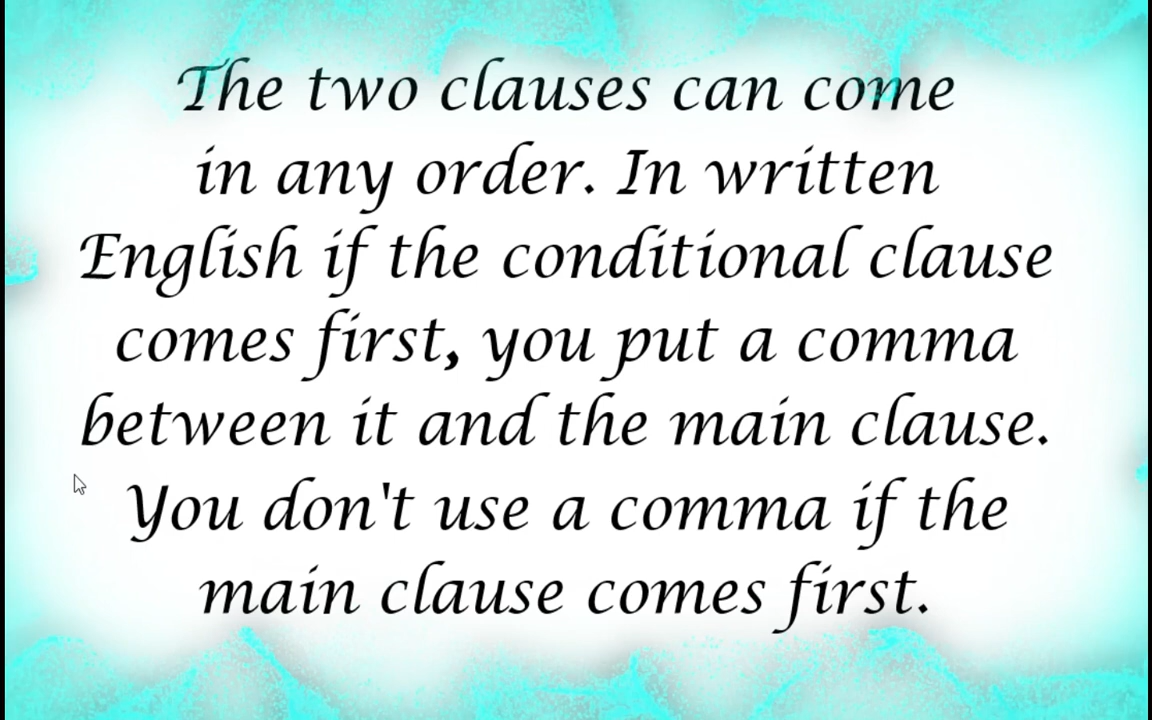 The two clauses can come
in any order. In written
English if the conditional clause
comes first, you put a comma
between it and the main clause.
You don't use a comma if the
main clause comes first.